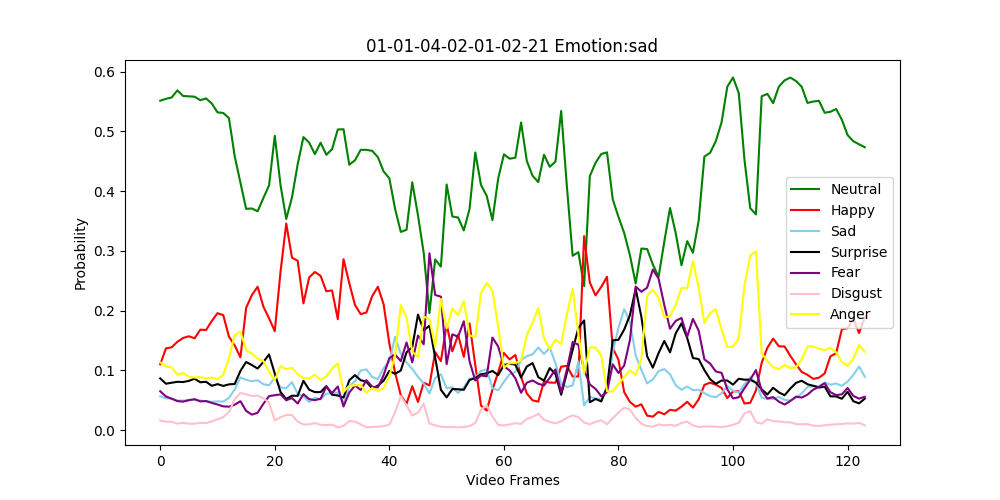 01-01-04-02-01-02-21 Emotion:sad
0.6
0.5
0.4
0.3
0.2
0.1
0.0
Probability
Neutral
Happy
Sad
Surprise
Fear
Disgust
Anger
0 20 40 60 80 100 120
Video Frames